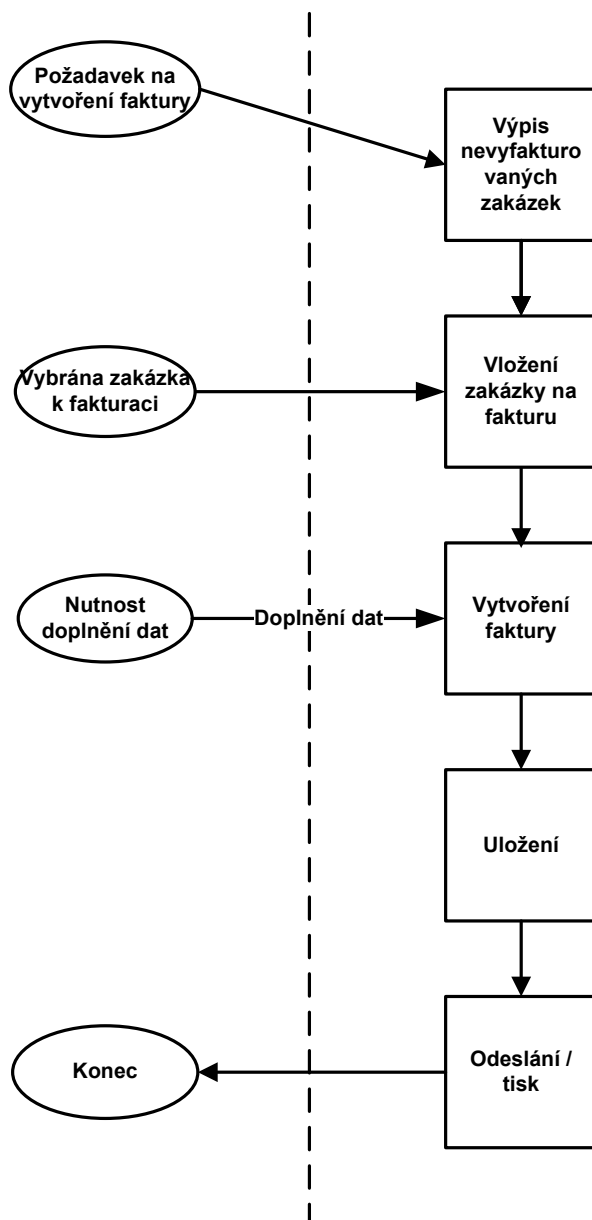 Požadavek na
vytvoření faktury
Výpis
nevyfakturo
vaných
zakázek
Vybrána zakázka
k fakturaci
Vložení
zakázky na
fakturu
Nutnost
doplnění dat
Doplnění dat
Vytvoření
faktury
Uložení
Konec
Odeslání /
tisk